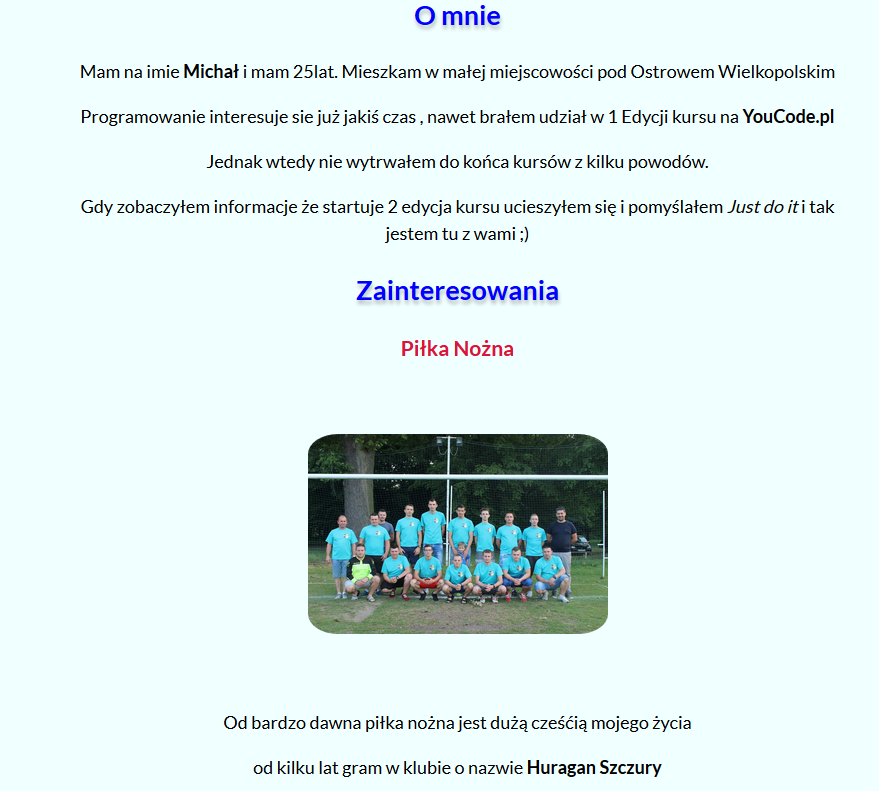 O mnie
Mam na imie Michał i mam 25lat. Mieszkam w małej miejscowości pod Ostrowem Wielkopolskim
Programowanie interesuje sie już jakiś czas , nawet brałem udział w 1 Edycji kursu na YouCode.pl
Jednak wtedy nie wytrwałem do końca kursów z kilku powodów.
Gdy zobaczyłem informacje że startuje 2 edycja kursu ucieszyłem się i pomyślałem Just do it i tak
jestem tu z wami ;)
Zainteresowania
Piłka Nożna
Od bardzo dawna piłka nożna jest dużą cześćią mojego życia
od kilku lat gram w klubie o nazwie Huragan Szczury